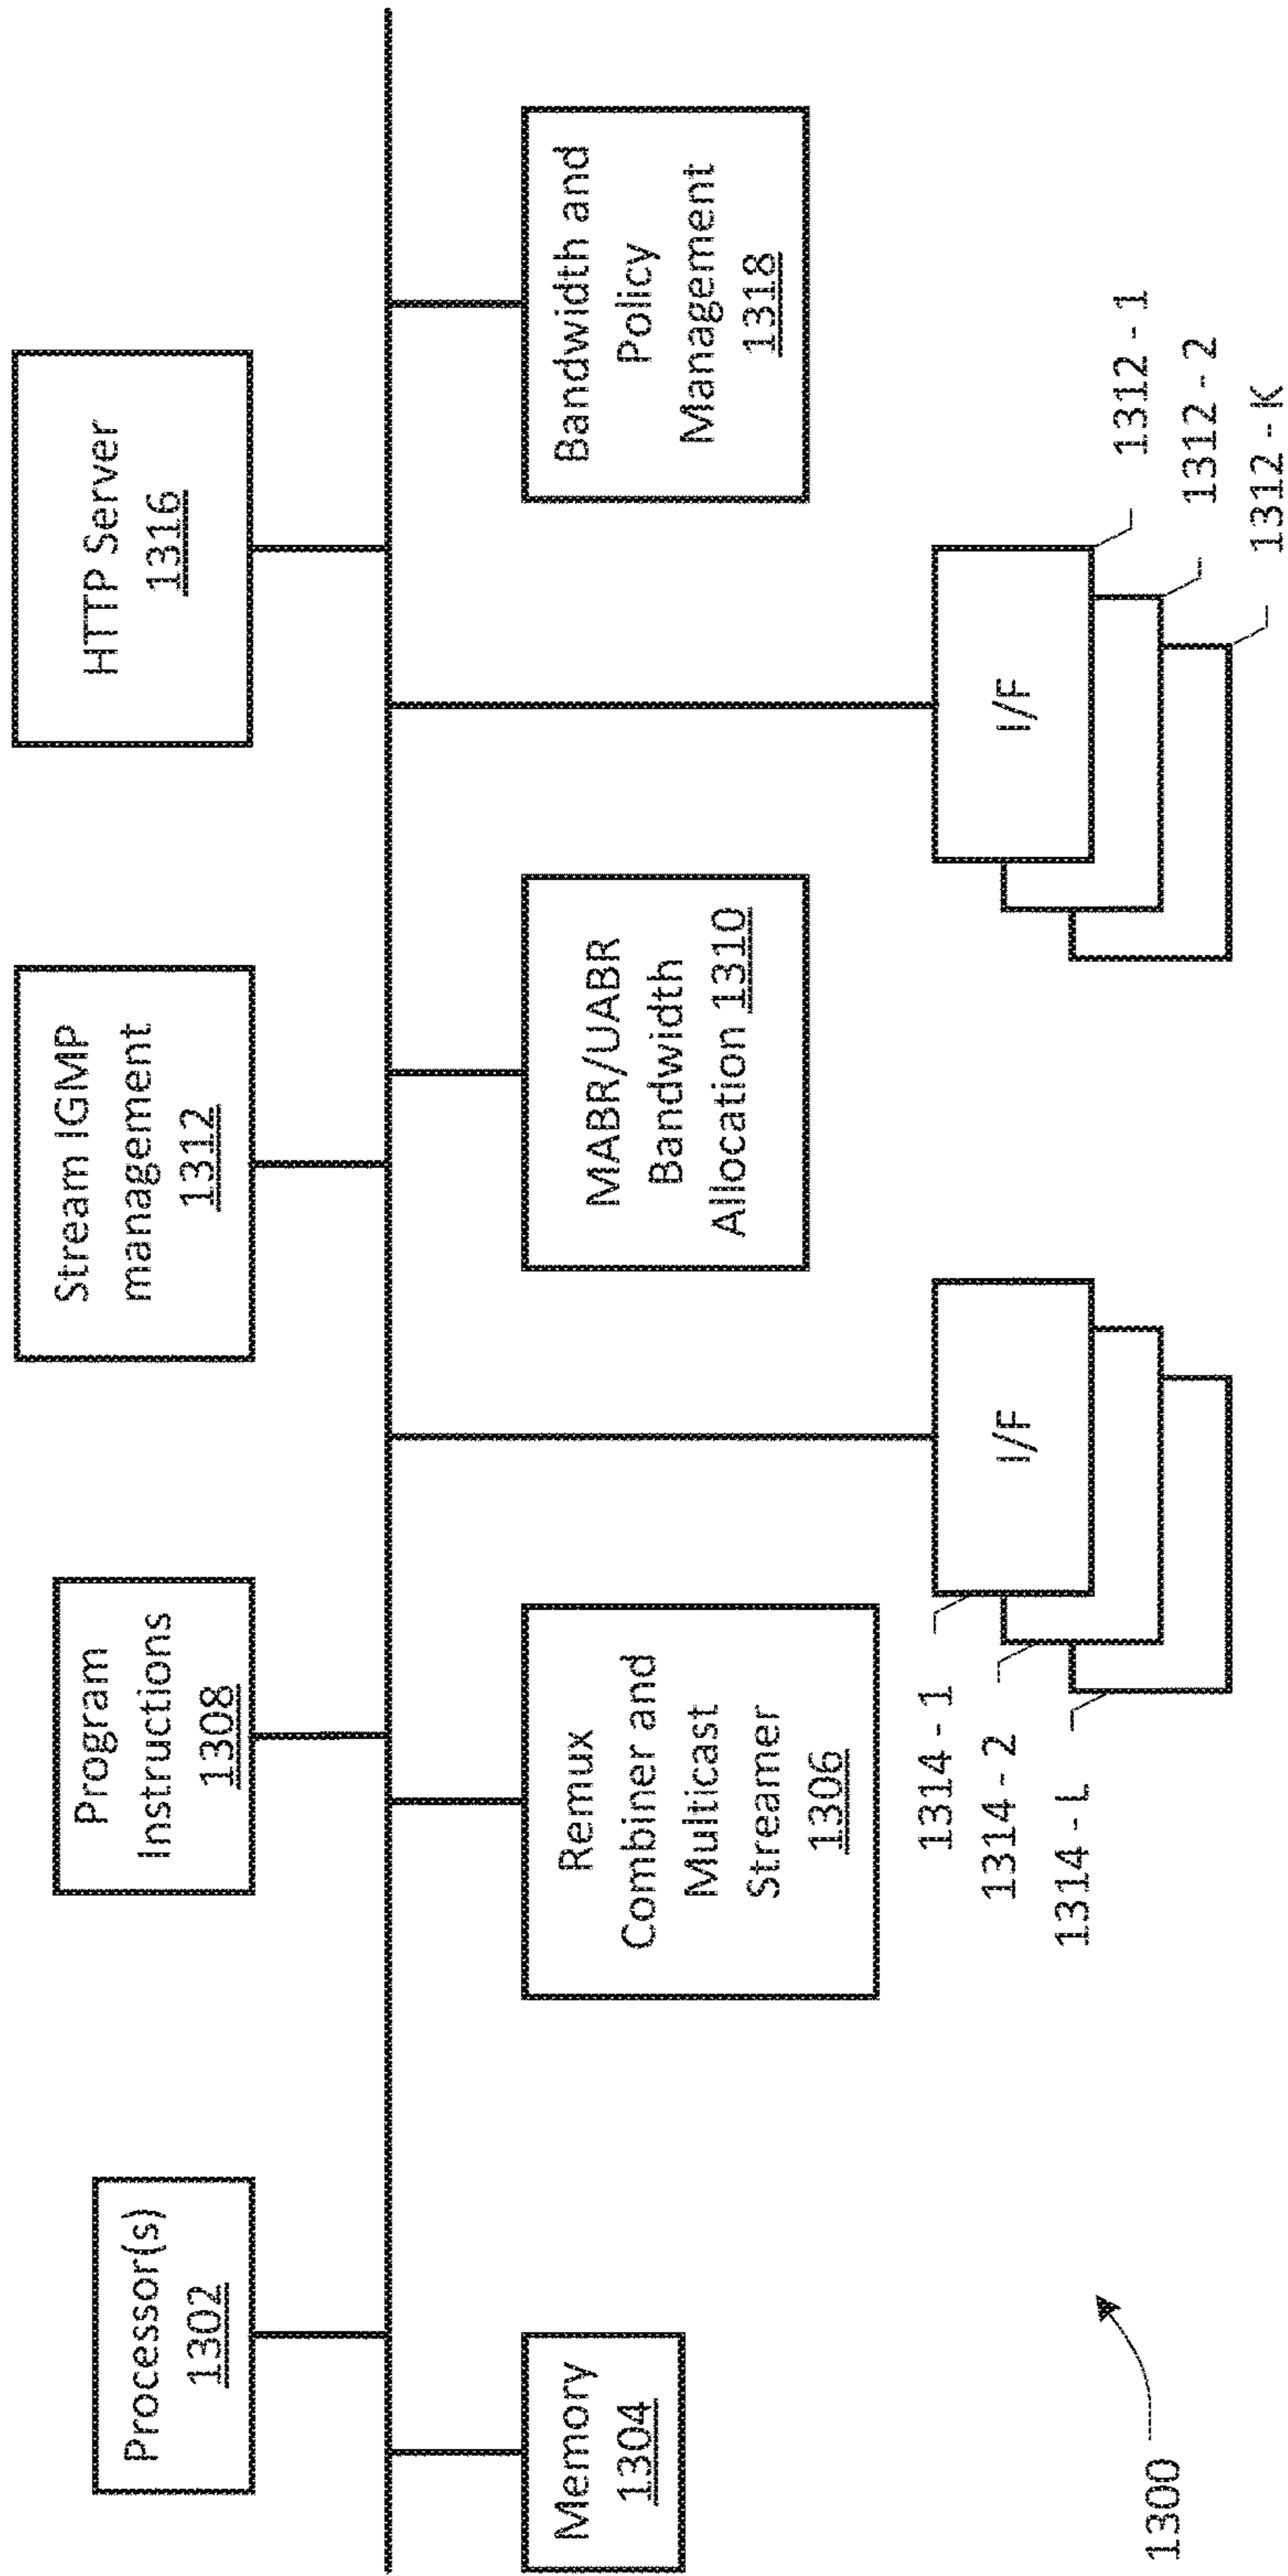 Processor(s)
1302
Program
Instructions
1308
Stream IGMP
management
1312
HTTP Server
1316
Memory
1304
Remux
Combiner and
Multicast
Streamer
1306
MABR/UABR
Bandwidth
Allocation 1310
Bandwidth and
Policy
Management
1318
I/F
1314 - 1
1314 - 2
1314 - L
I/F
1312 - 1
1312 - 2
1312 - K
1300